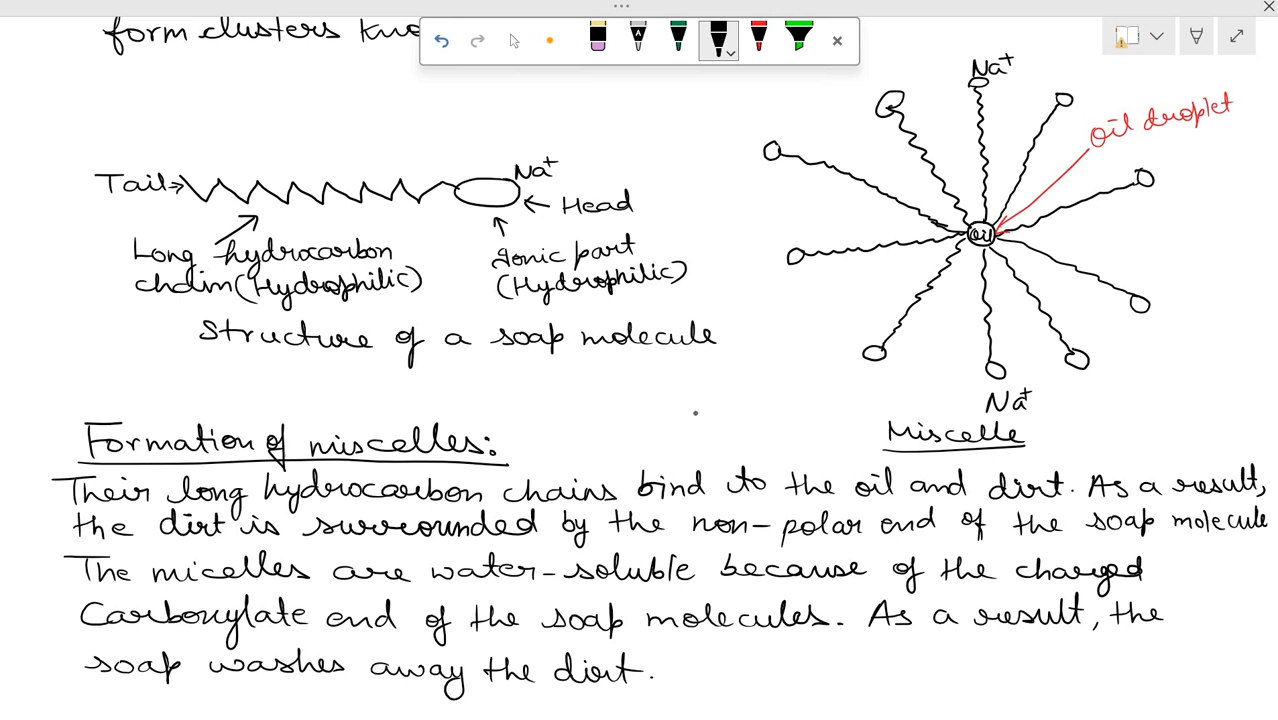 form clusters kno
Na+
Oil droplet
Tail
Na+
Head
Oil
Long hydrocarbon
chain (Hydrophilic)
Ionic part
(Hydrophilic)
Structure of a soap molecule
Na+
Miscelle
Formation of miscelles:
Their long hydrocarbon chains bind to the oil and dirt. As a result,
the dirt is surrounded by the non-polar end of the soap molecule
The micelles are water-soluble because of the charged
Carboxylate end of the soap molecules. As a result, the
soap washes away the dirt.